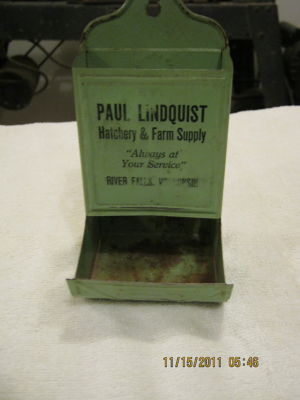 PAUL LINDQUIST
Hatchery & Farm Supply
"Always at
Your Service"
RIVER FALLS,
11/15/2011 05:46